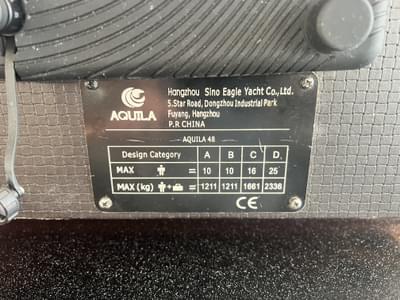 AQUILA
Hangzhou Sino Eagle Yacht Co.,Ltd.
5.Star Road, Dongzhou Industrial Park
Fuyang, Hangzhou
P.R CHINA
AQUILA 48
Design Category A B C D.
MAX = 10 10 16 25
MAX (kg) + = 1211 1211 1661 2336
CE